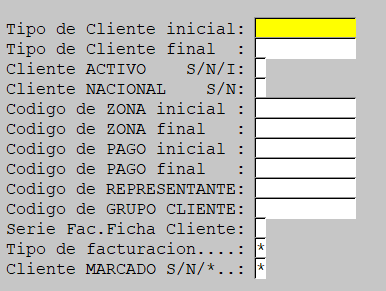 Tipo de Cliente inicial:
Tipo de Cliente final  :
Cliente ACTIVO    S/N/I:
Cliente NACIONAL    S/N:
Codigo de ZONA inicial :
Codigo de ZONA final   :
Codigo de PAGO inicial :
Codigo de PAGO final   :
Codigo de REPRESENTANTE:
Codigo de GRUPO CLIENTE:
Serie Fac.Ficha Cliente:
Tipo de facturacion....: *
Cliente MARCADO S/N/*..: *